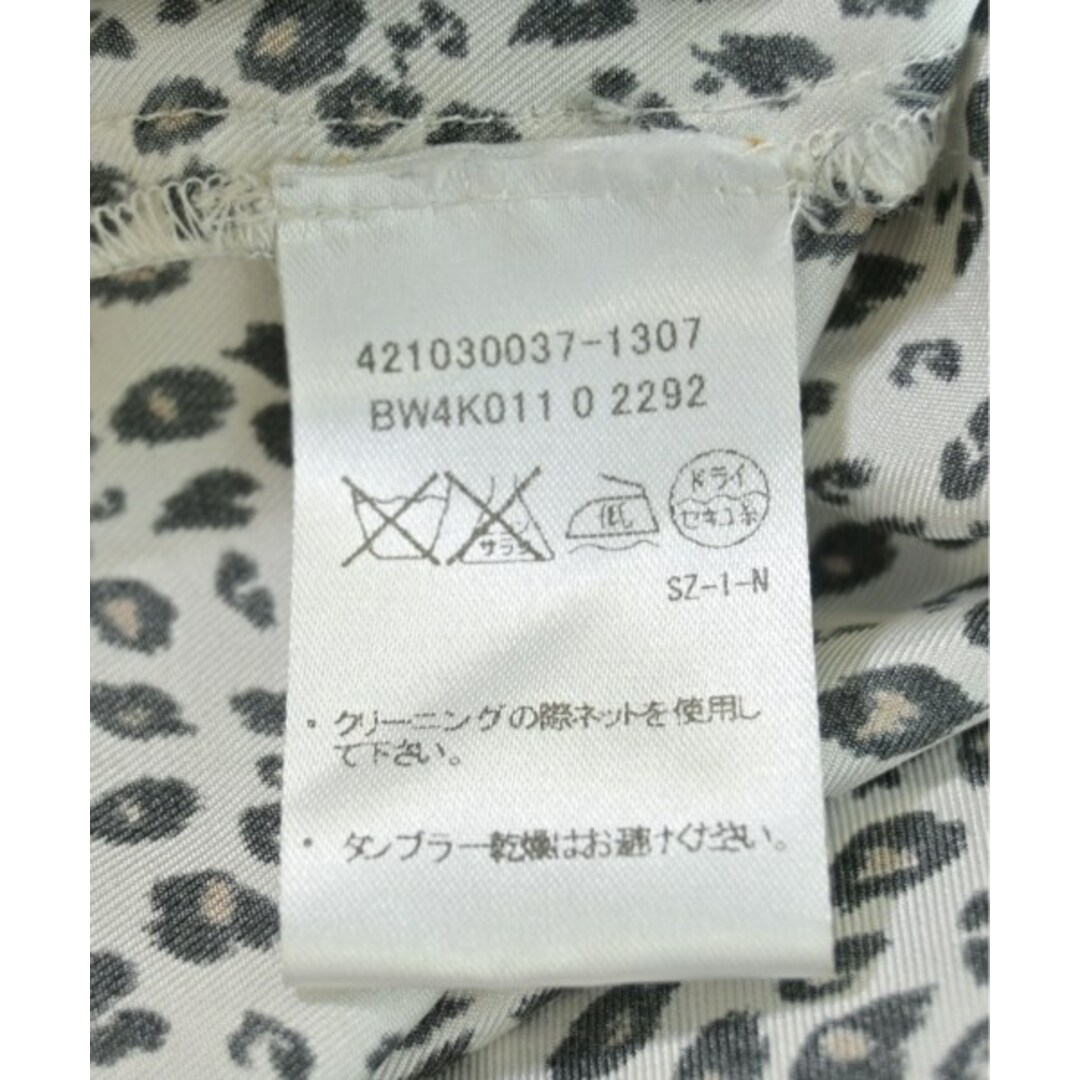 421030037-1307
BW4K011 0 2292
サラシ 低 ドライ
セキユ系
SZ-I-N
・クリーニングの際ネットを使用し
て下さい。
・タンブラー乾燥はお避けください。